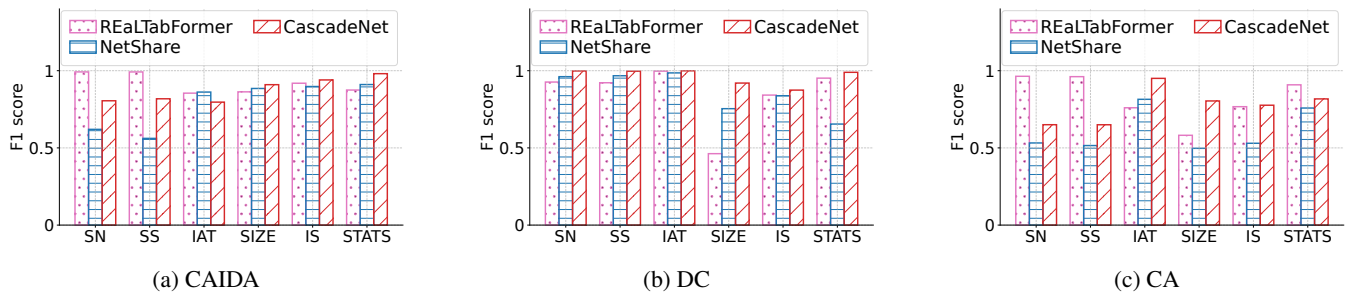 REaLTabFormer CascadeNet
NetShare
F1 score
1
0.5
0
SN SS IAT SIZE IS STATS
(a) CAIDA
REaLTabFormer CascadeNet
NetShare
F1 score
1
0.5
0
SN SS IAT SIZE IS STATS
(b) DC
REaLTabFormer CascadeNet
NetShare
F1 score
1
0.5
0
SN SS IAT SIZE IS STATS
(c) CA